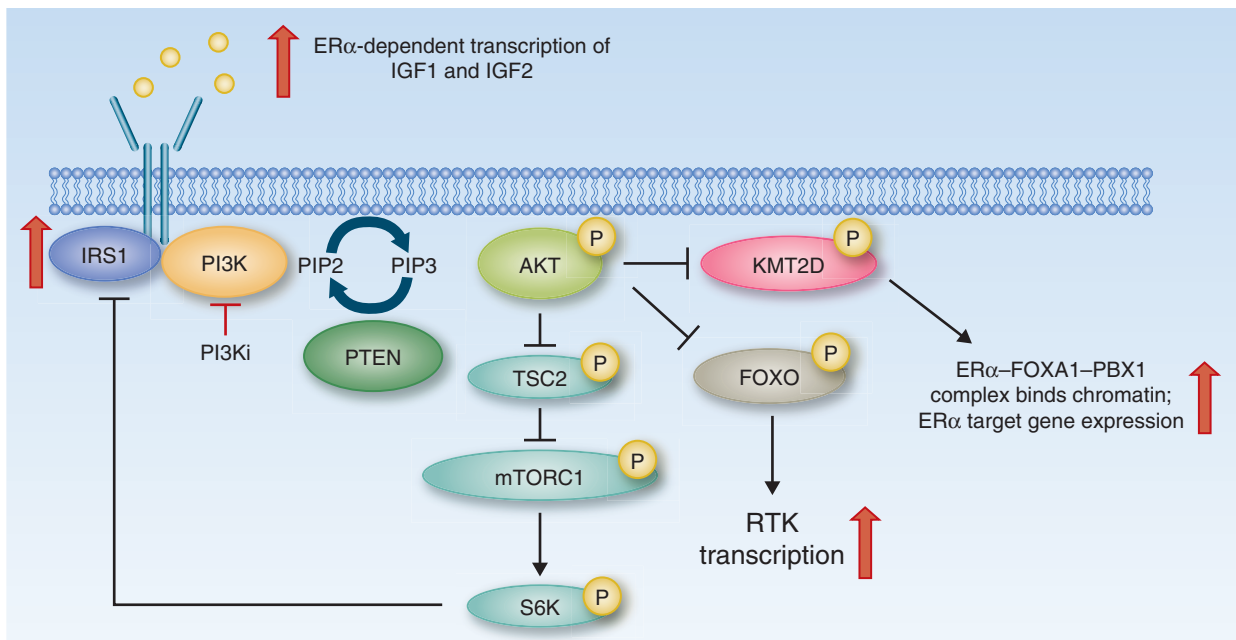 ERα-dependent transcription of
IGF1 and IGF2
IRS1
PI3K
PIP2
PIP3
AKT
P
KMT2D
P
PI3Ki
PTEN
TSC2
P
FOXO
P
ERα–FOXA1–PBX1
complex binds chromatin;
ERα target gene expression
mTORC1
P
RTK
transcription
S6K
P